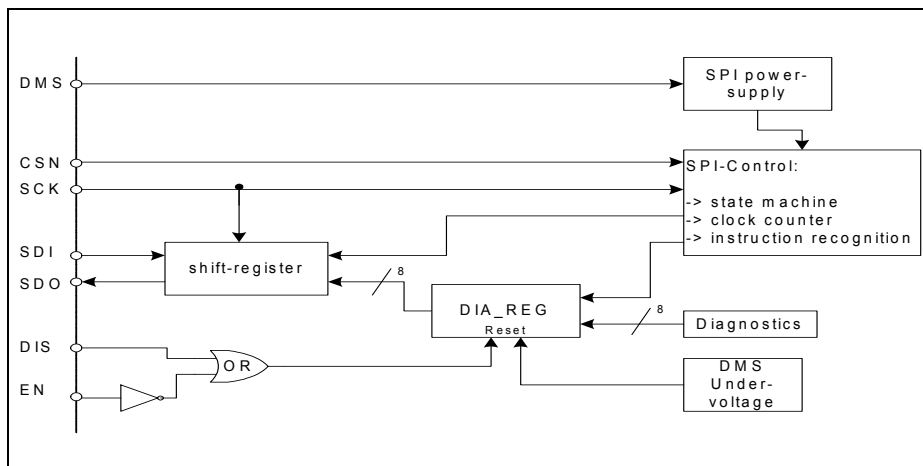 DMS
SPI power-
supply
CSN
SPI-Control:
SCK
-> state machine
-> clock counter
-> instruction recognition
SDI
shift-register
SDO
8
DIA_REG
Reset
8
Diagnostics
DIS
OR
DMS
Under-
voltage
EN